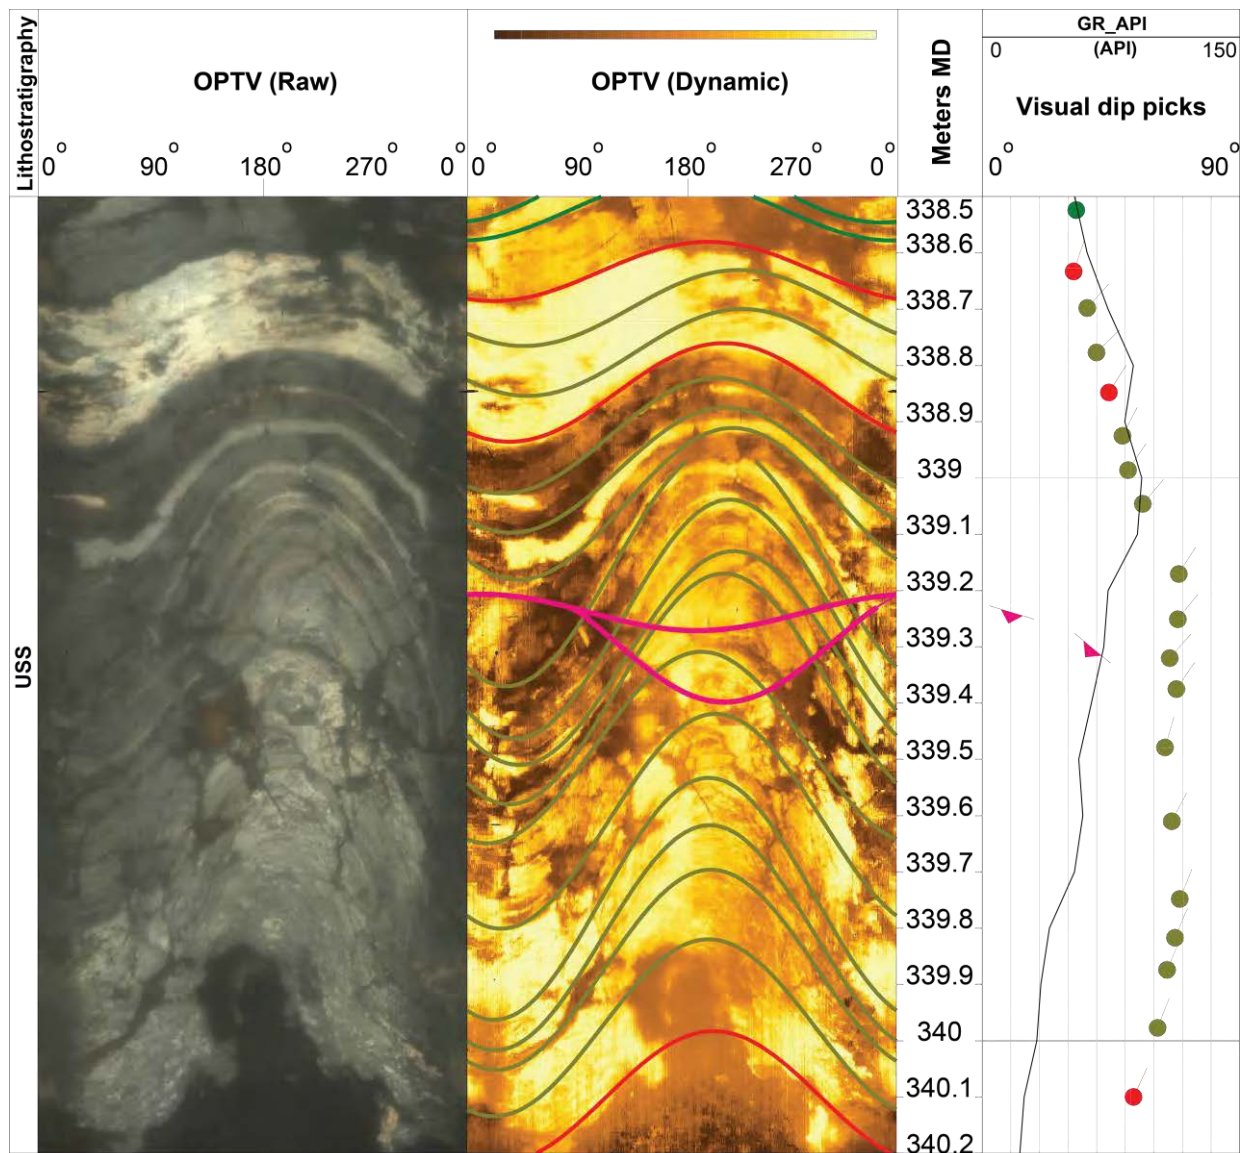 Lithostratigraphy
OPTV (Raw)
0° 90° 180° 270° 0°
OPTV (Dynamic)
0° 90° 180° 270° 0°
Meters MD
GR_API
0 (API) 150
Visual dip picks
0° 90°
USS
338.5
338.6
338.7
338.8
338.9
339
339.1
339.2
339.3
339.4
339.5
339.6
339.7
339.8
339.9
340
340.1
340.2